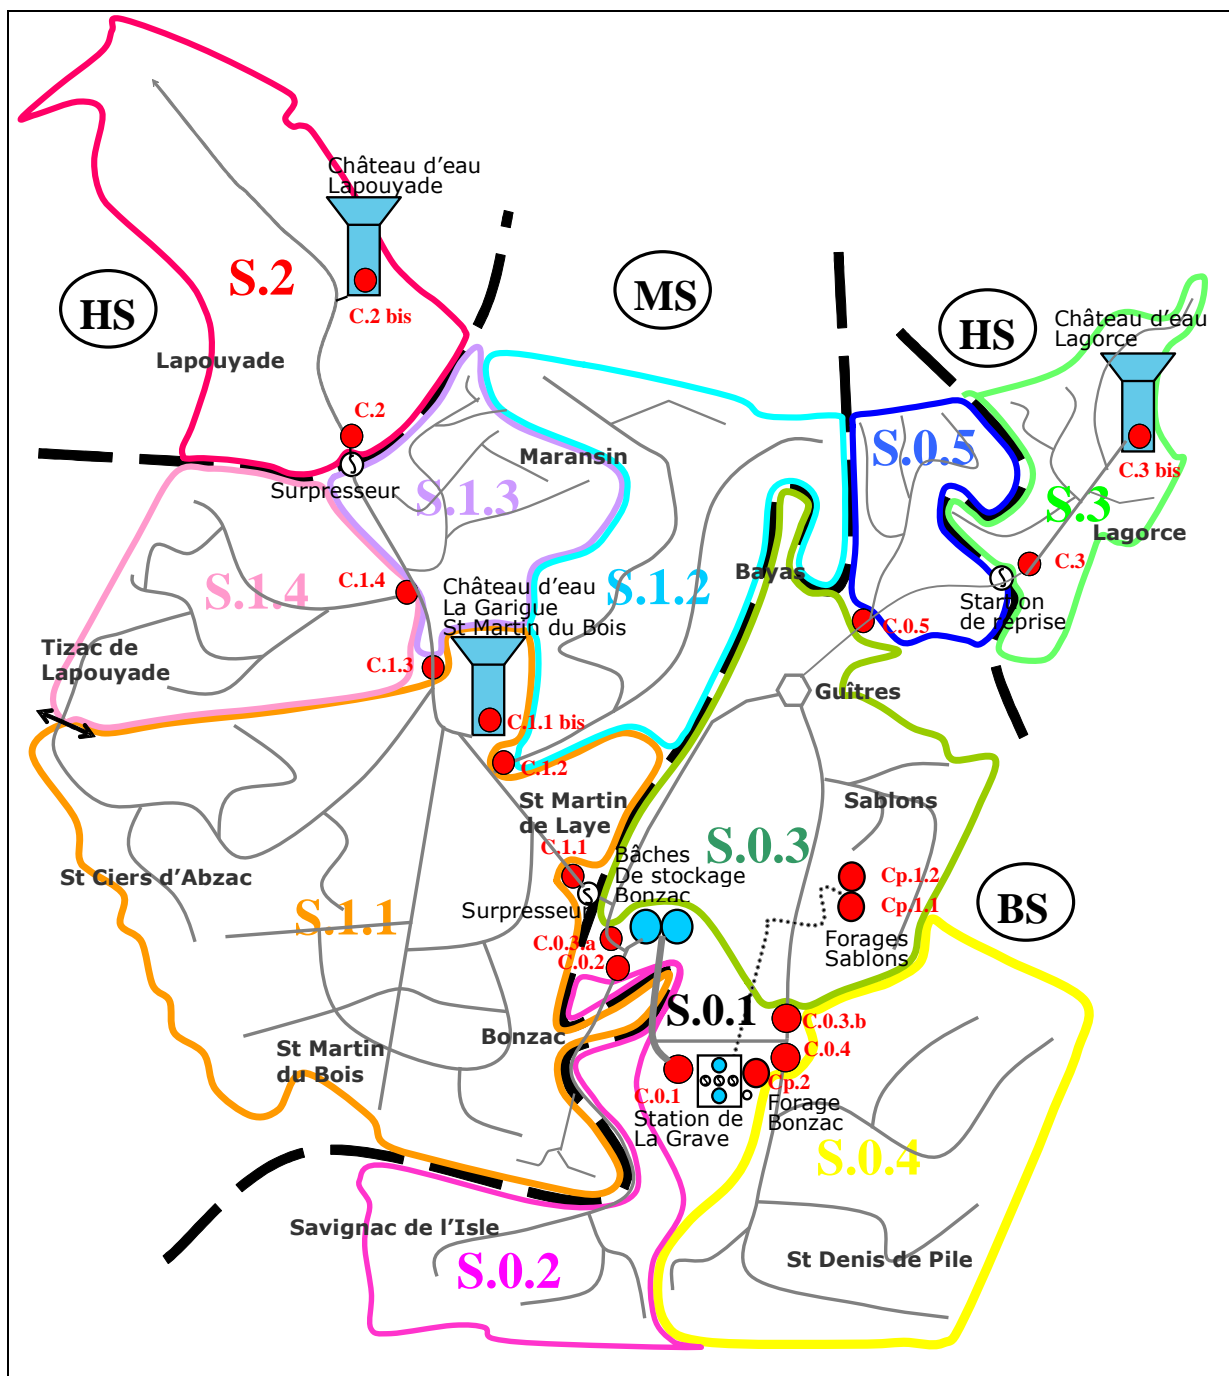 Château d'eau
Lapouyade
S.2
HS
C.2 bis
MS
HS
Château d'eau
Lagorce
Lapouyade
C.2
Surpresseur
S.1.3
Maransin
S.0.5
C.3 bis
S.3
Lagorce
C.3
Station
de reprise
C.0.5
Bayas
S.1.2
S.1.4
C.1.4
Château d'eau
La Garigue
St Martin du Bois
Tizac de
Lapouyade
C.1.3
C.1.1 bis
C.1.2
Guîtres
St Martin
de Laye
Sablons
C.1.1
Bâches
De stockage
Bonzac
S.0.3
Cp.1.2
Cp.1.1
St Ciers d'Abzac
S.1.1
Surpresseur
C.0.3.a
C.0.2
Forages
Sablons
BS
S.0.1
C.0.3.b
Bonzac
C.0.4
St Martin
du Bois
C.0.1
Cp.2
Station de
La Grave
Forage
Bonzac
S.0.4
Savignac de l'Isle
S.0.2
St Denis de Pile